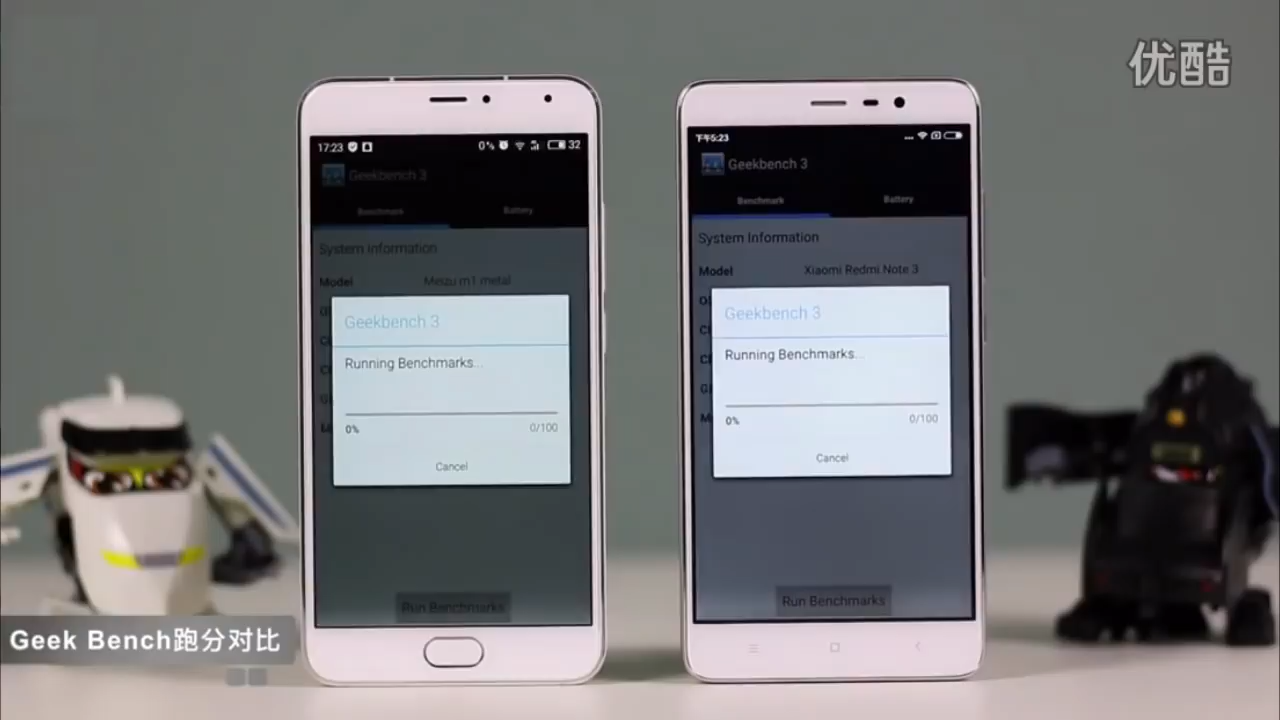 优酷
17:23
0%
32
Geekbench 3
Benchmark
Battery
System Information
Model
Meizu m1 metal
Geekbench 3
Running Benchmarks...
0%
0/100
Cancel
Run Benchmarks
下午5:23
Geekbench 3
Benchmark
Battery
System Information
Model
Xiaomi Redmi Note 3
Geekbench 3
Running Benchmarks...
0%
0/100
Cancel
Run Benchmarks
Geek Bench跑分对比